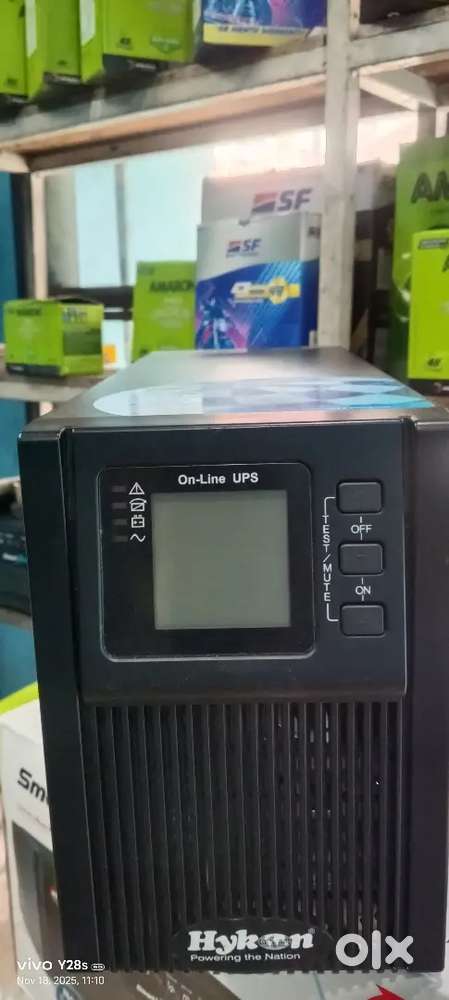 SF
SF
AMARON
AMARON
On-Line UPS
OFF
ON
TEST/MUTE
Hykon
Powering the Nation
olx
vivo Y28s
Nov 18, 2025, 11:10